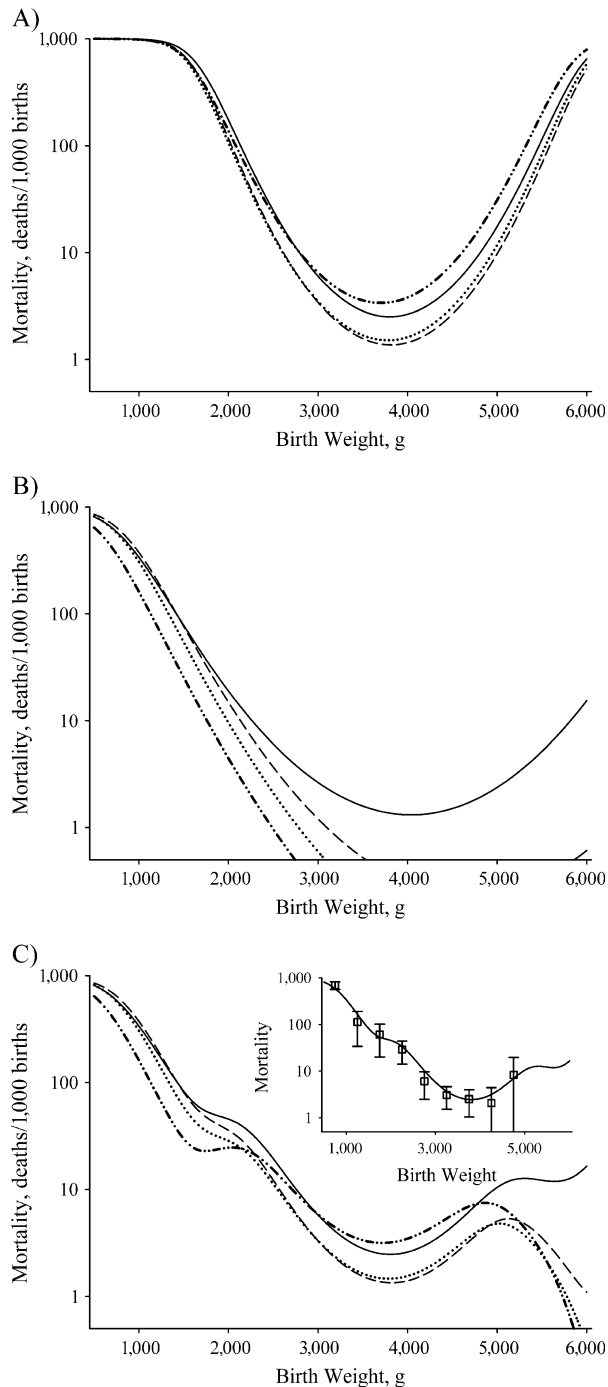 A)
1,000
100
10
1
Mortality, deaths/1,000 births
1,000 2,000 3,000 4,000 5,000 6,000
Birth Weight, g
B)
1,000
100
10
1
Mortality, deaths/1,000 births
1,000 2,000 3,000 4,000 5,000 6,000
Birth Weight, g
C)
1,000
100
10
1
Mortality, deaths/1,000 births
1,000
100
10
1
Mortality
1,000 3,000 5,000
Birth Weight
1,000 2,000 3,000 4,000 5,000 6,000
Birth Weight, g